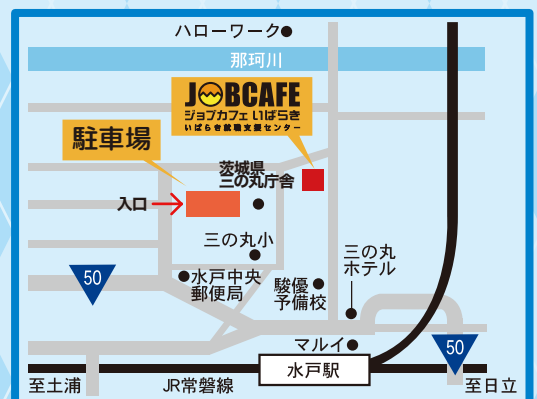 ハローワーク
那珂川
JOBCAFE
ジョブカフェ いばらき
いばらき就職支援センター
駐車場
茨城県
三の丸庁舎
入口
三の丸小
三の丸
ホテル
50
水戸中央
郵便局
駿優
予備校
マルイ
50
水戸駅
至土浦
JR常磐線
至日立